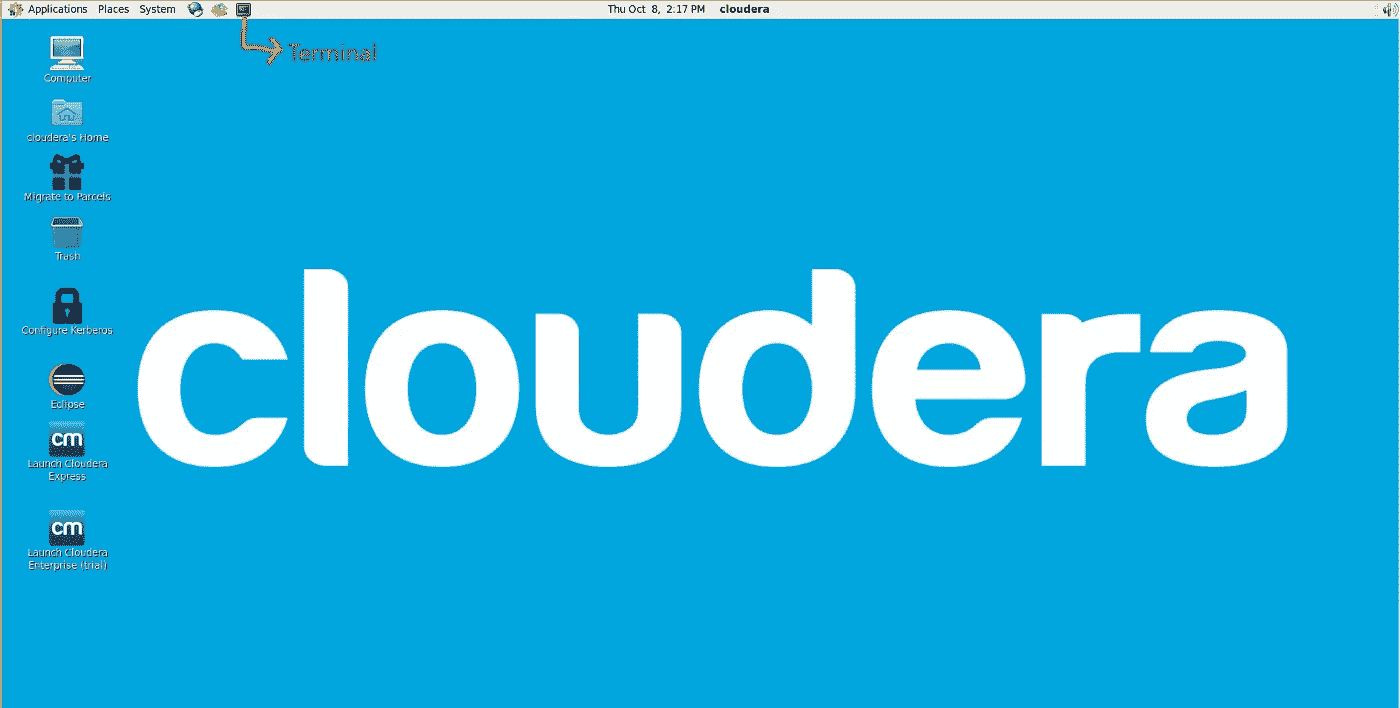 Applications Places System Thu Oct 8, 2:17 PM cloudera
Terminal
Computer
cloudera's Home
Migrate to Parcels
Trash
Configure Kerberos
Eclipse
cm
Launch Cloudera
Express
cm
Launch Cloudera
Enterprise (trial)
cloudera